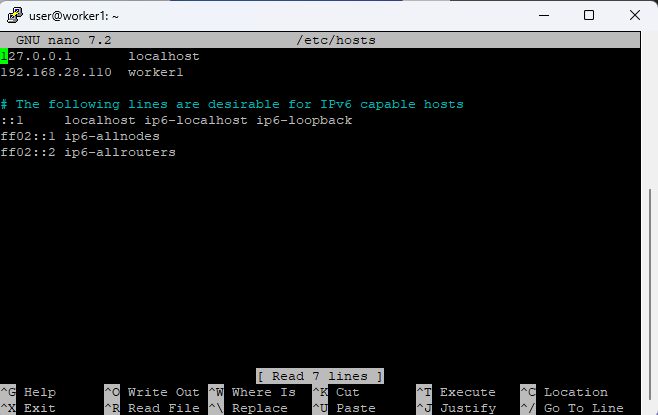 user@worker1: ~
GNU nano 7.2 /etc/hosts
127.0.0.1 localhost
192.168.28.110 worker1
# The following lines are desirable for IPv6 capable hosts
::1 localhost ip6-localhost ip6-loopback
ff02::1 ip6-allnodes
ff02::2 ip6-allrouters
[ Read 7 lines ]
^G Help ^O Write Out ^W Where Is ^K Cut ^T Execute ^C Location
^X Exit ^R Read File ^\ Replace ^U Paste ^J Justify ^/ Go To Line